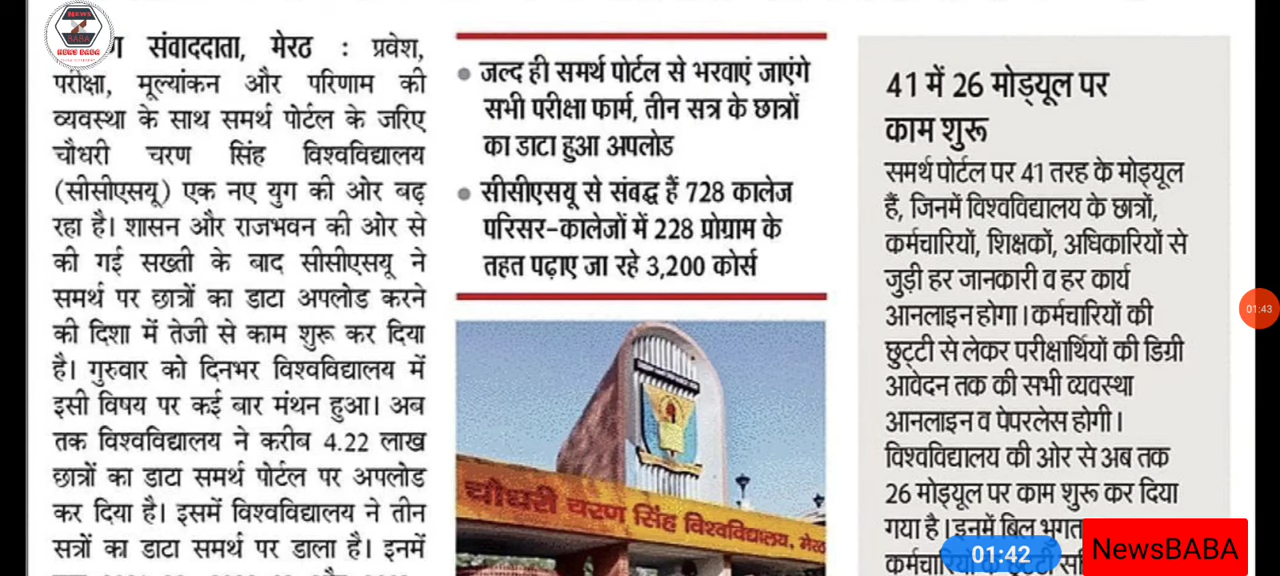 NEWS
BABA
NEWS BABA
संवाददाता, मेरठ : प्रवेश,
परीक्षा, मूल्यांकन और परिणाम की
व्यवस्था के साथ समर्थ पोर्टल के जरिए
चौधरी चरण सिंह विश्वविद्यालय
(सीसीएसयू) एक नए युग की ओर बढ़
रहा है। शासन और राजभवन की ओर से
की गई सख्ती के बाद सीसीएसयू ने
समर्थ पर छात्रों का डाटा अपलोड करने
की दिशा में तेजी से काम शुरू कर दिया
है। गुरुवार को दिनभर विश्वविद्यालय में
इसी विषय पर कई बार मंथन हुआ। अब
तक विश्वविद्यालय ने करीब 4.22 लाख
छात्रों का डाटा समर्थ पोर्टल पर अपलोड
कर दिया है। इसमें विश्वविद्यालय ने तीन
सत्रों का डाटा समर्थ पर डाला है। इनमें
जल्द ही समर्थ पोर्टल से भरवाएं जाएंगे
सभी परीक्षा फार्म, तीन सत्र के छात्रों
का डाटा हुआ अपलोड
सीसीएसयू से संबद्ध हैं 728 कालेज
परिसर-कालेजों में 228 प्रोग्राम के
तहत पढ़ाए जा रहे 3,200 कोर्स
चौधरी चरण सिंह विश्वविद्यालय, मेरठ
41 में 26 मोड्यूल पर
काम शुरू
समर्थ पोर्टल पर 41 तरह के मोड्यूल
हैं, जिनमें विश्वविद्यालय के छात्रों,
कर्मचारियों, शिक्षकों, अधिकारियों से
जुड़ी हर जानकारी व हर कार्य
आनलाइन होगा। कर्मचारियों की
छुट्टी से लेकर परीक्षार्थियों की डिग्री
आवेदन तक की सभी व्यवस्था
आनलाइन व पेपरलेस होगी।
विश्वविद्यालय की ओर से अब तक
26 मोड्यूल पर काम शुरू कर दिया
गया है। इनमें बिल
01:43
01:42
NewsBABA